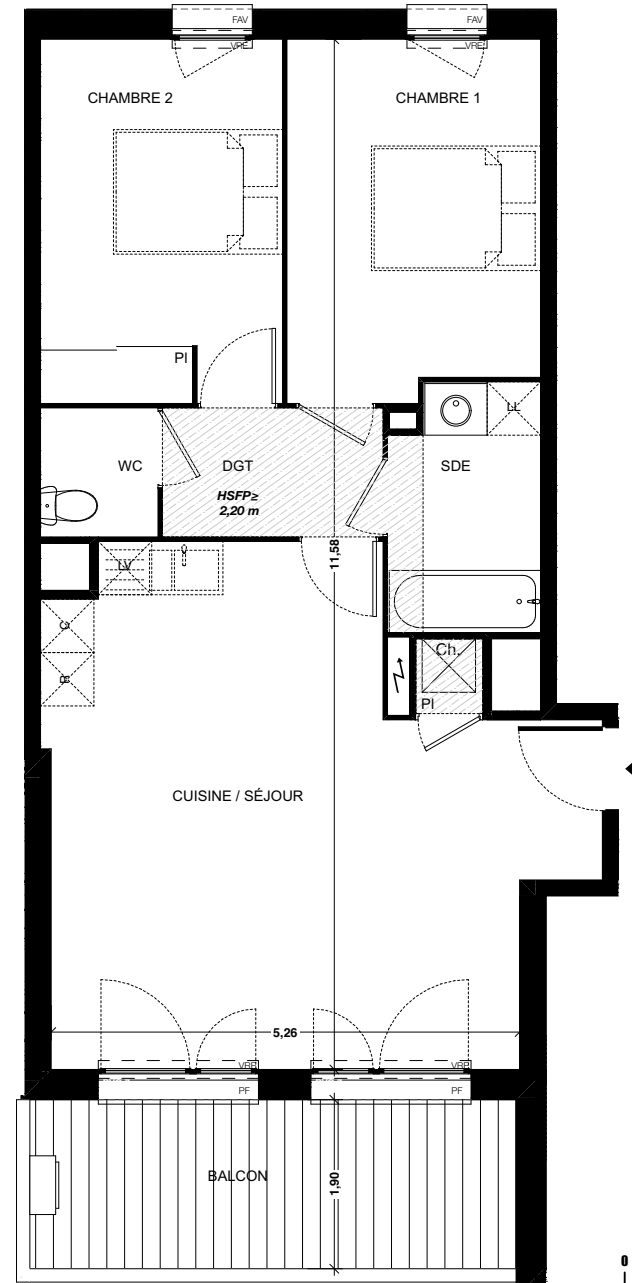 FAV
FAV
VRE
VRE
CHAMBRE 2
CHAMBRE 1
PI
LL
WC
DGT
SDE
HSFP≥
2,20 m
11,58
LV
Ch.
PI
CUISINE / SÉJOUR
5,26
VRE
VRE
PF
PF
BALCON
1,90
0